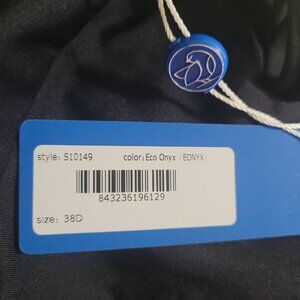 style: S10149 color: Eco Onyx (EONYX)
843236196129
size: 38D